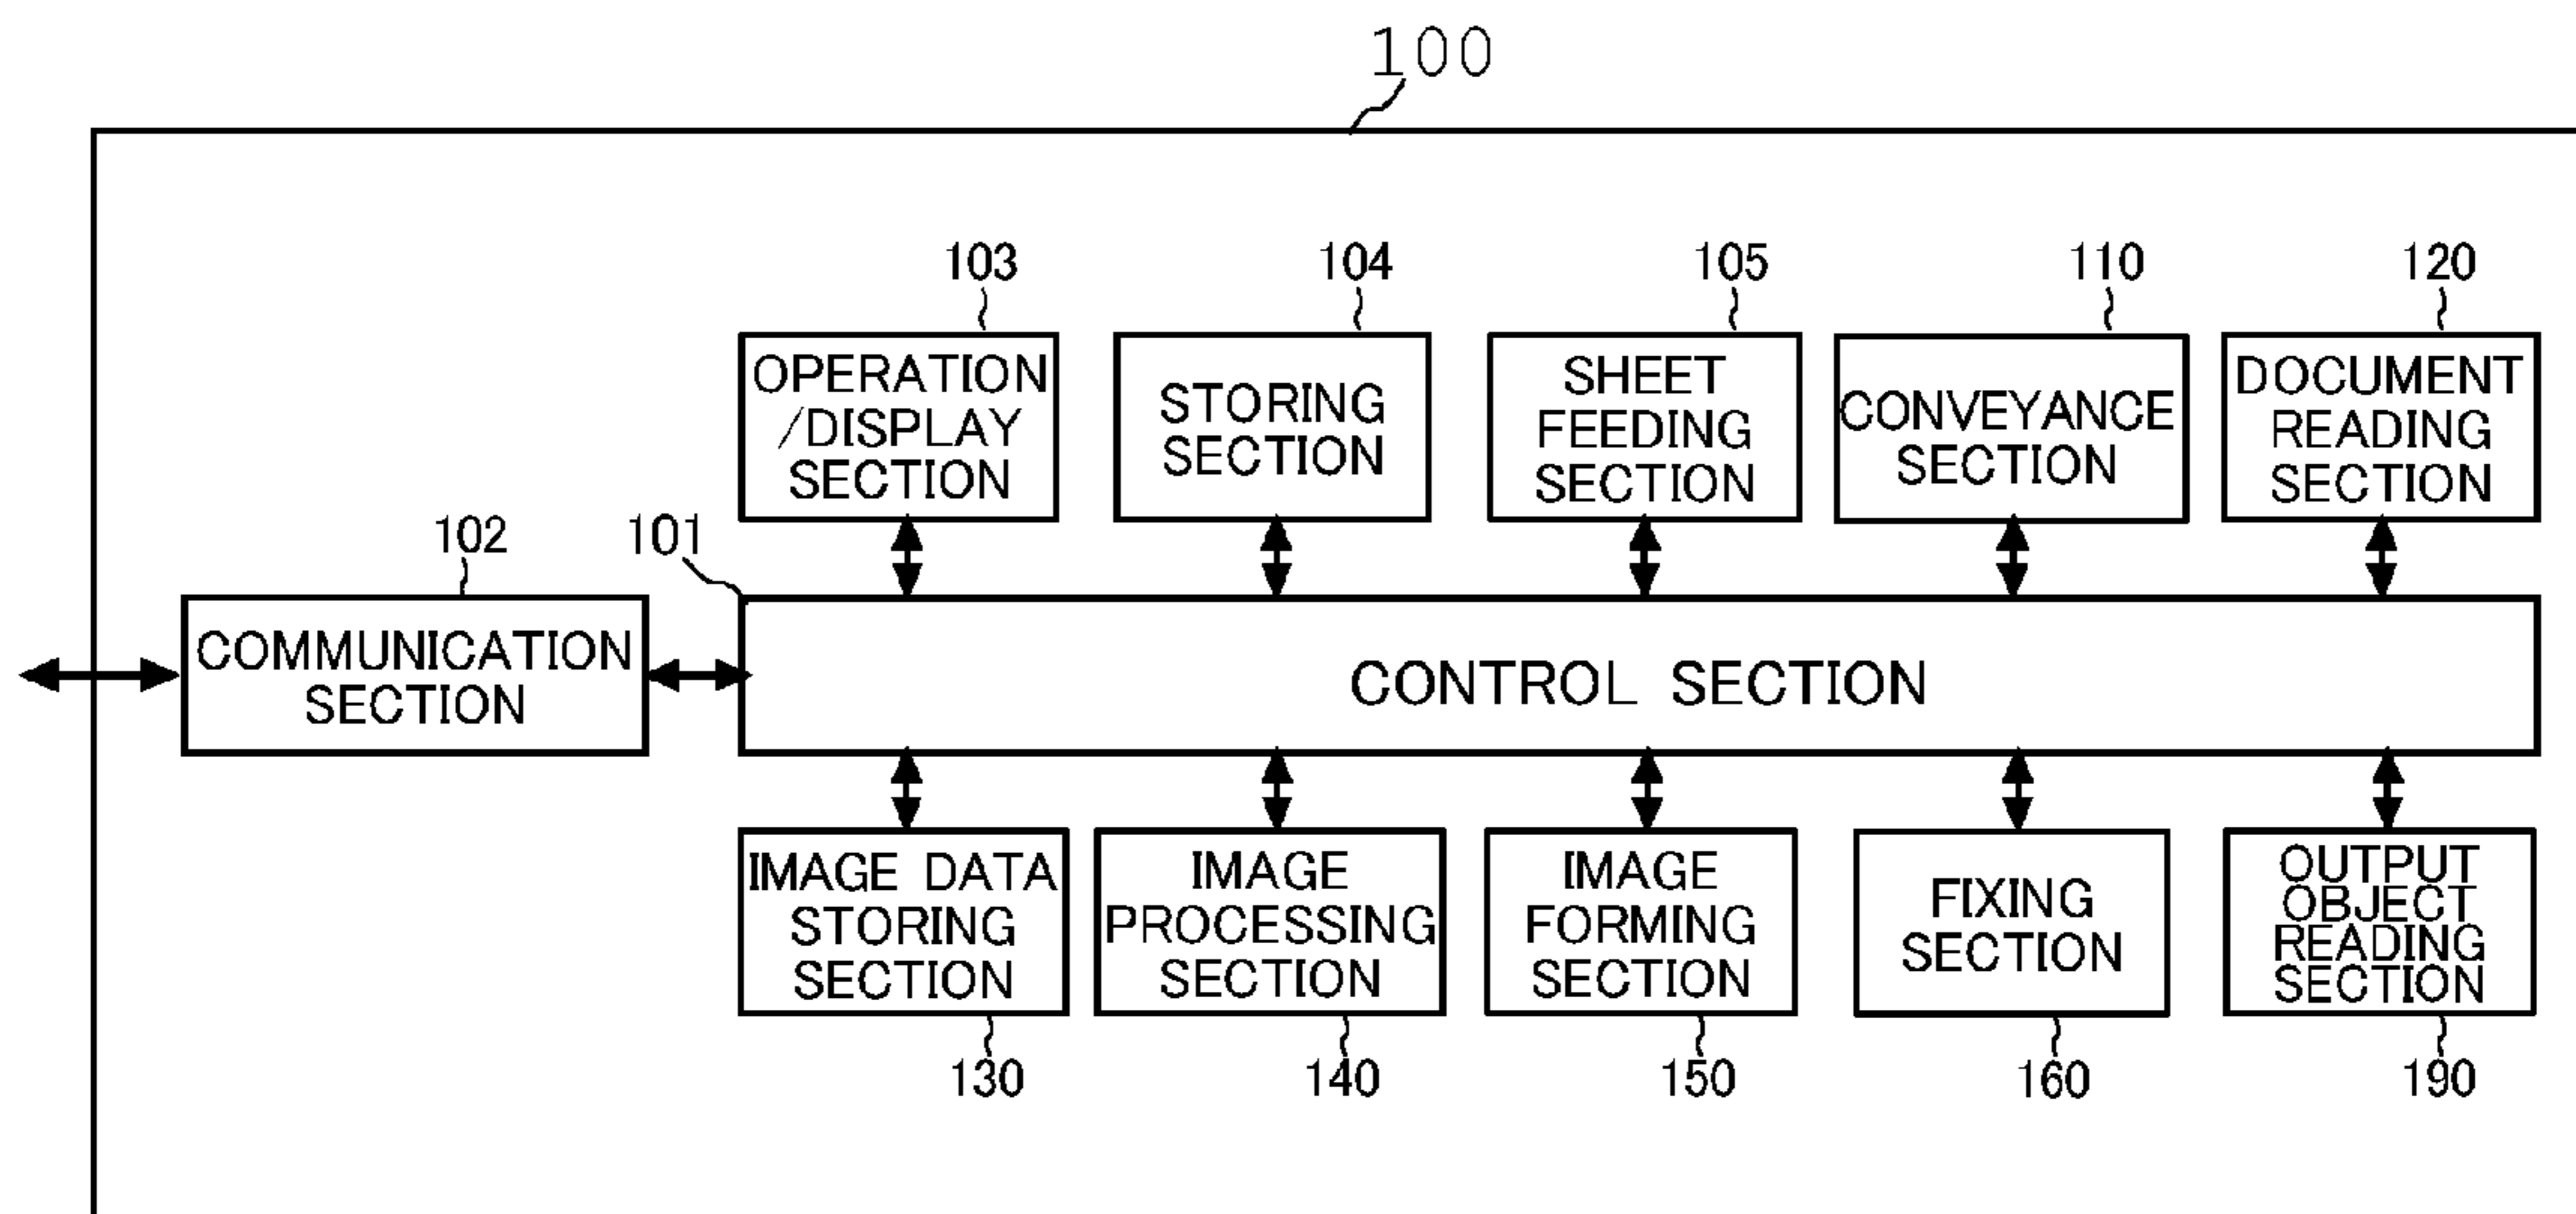 100
103
104
105
110
120
OPERATION
/DISPLAY
SECTION
STORING
SECTION
SHEET
FEEDING
SECTION
CONVEYANCE
SECTION
DOCUMENT
READING
SECTION
102
101
COMMUNICATION
SECTION
CONTROL SECTION
IMAGE DATA
STORING
SECTION
IMAGE
PROCESSING
SECTION
IMAGE
FORMING
SECTION
FIXING
SECTION
OUTPUT
OBJECT
READING
SECTION
130
140
150
160
190